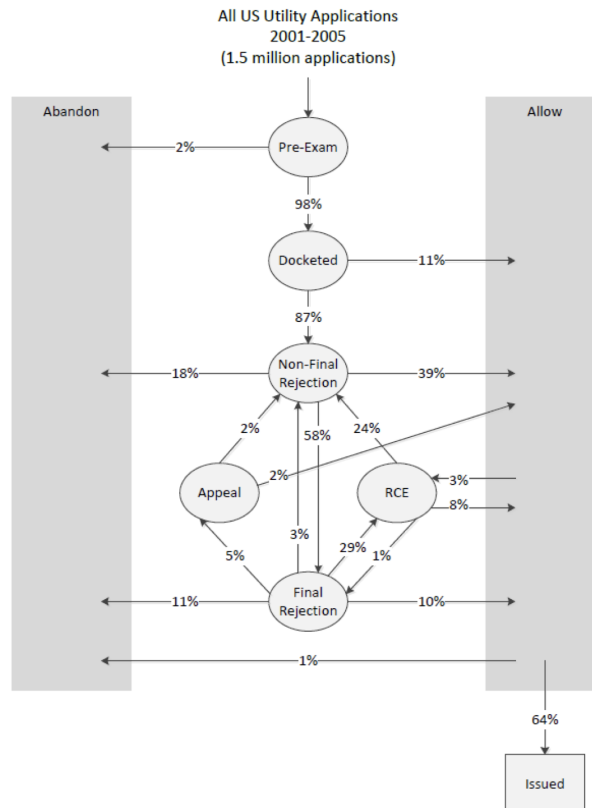 All US Utility Applications
2001-2005
(1.5 million applications)
Abandon
Allow
Pre-Exam
2%
98%
Docketed
11%
87%
Non-Final
Rejection
18%
39%
2%
58%
24%
2%
Appeal
RCE
3%
8%
3%
5%
29%
1%
Final
Rejection
11%
10%
1%
64%
Issued